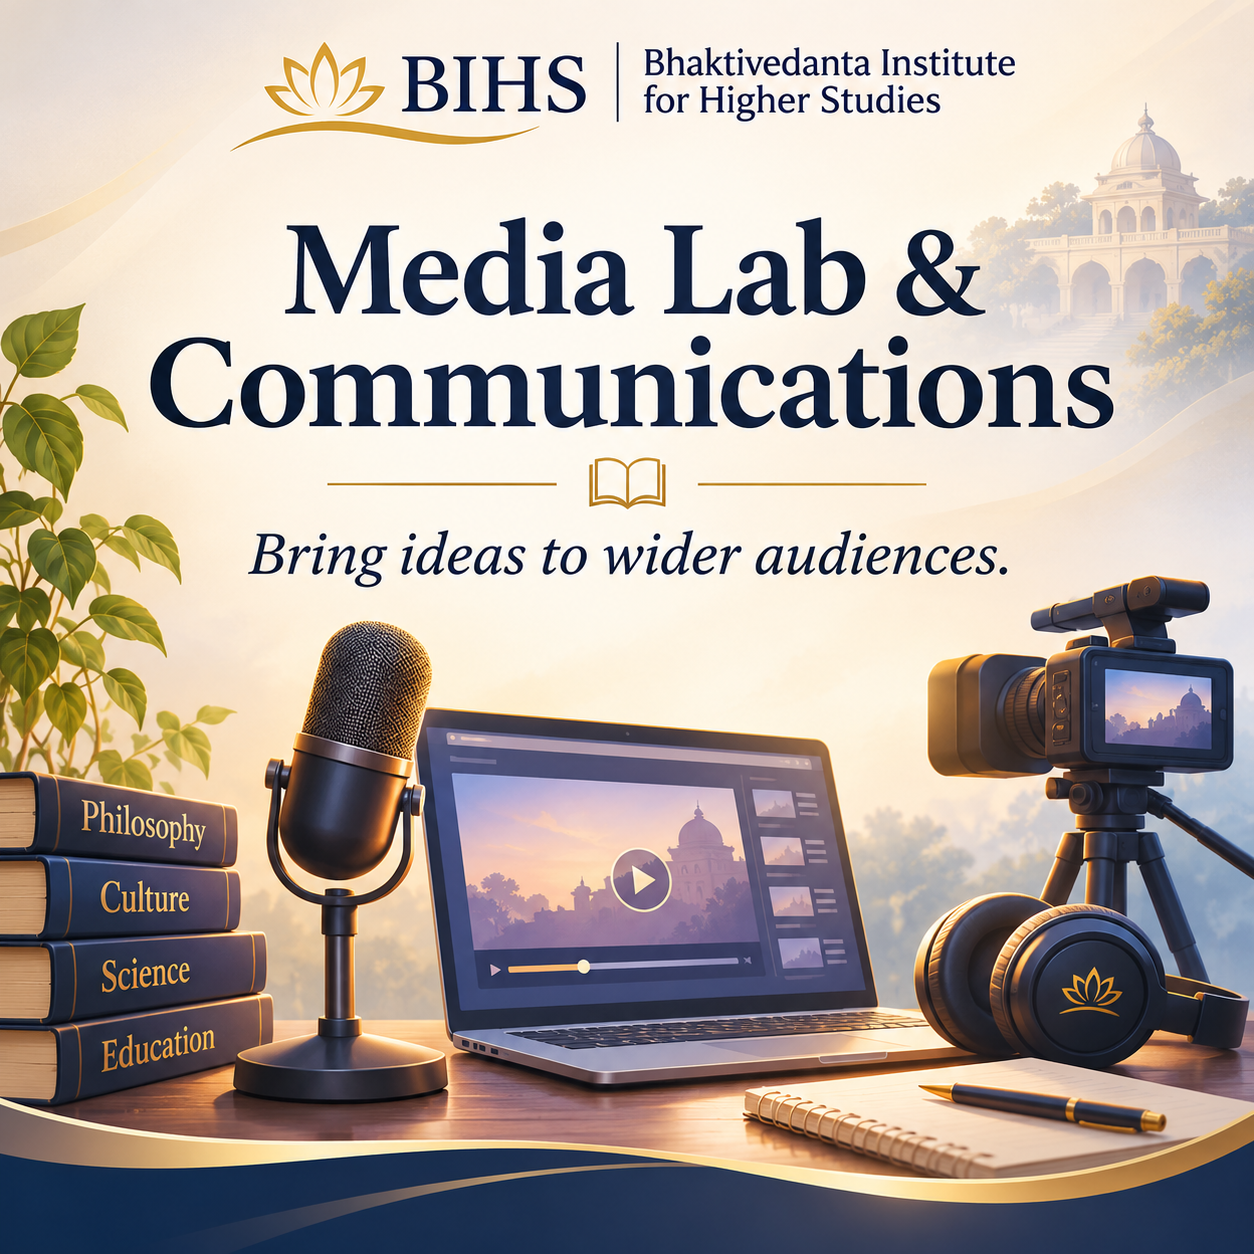 BIHS
Bhaktivedanta Institute
for Higher Studies
Media Lab &
Communications
Bring ideas to wider audiences.
Philosophy
Culture
Science
Education